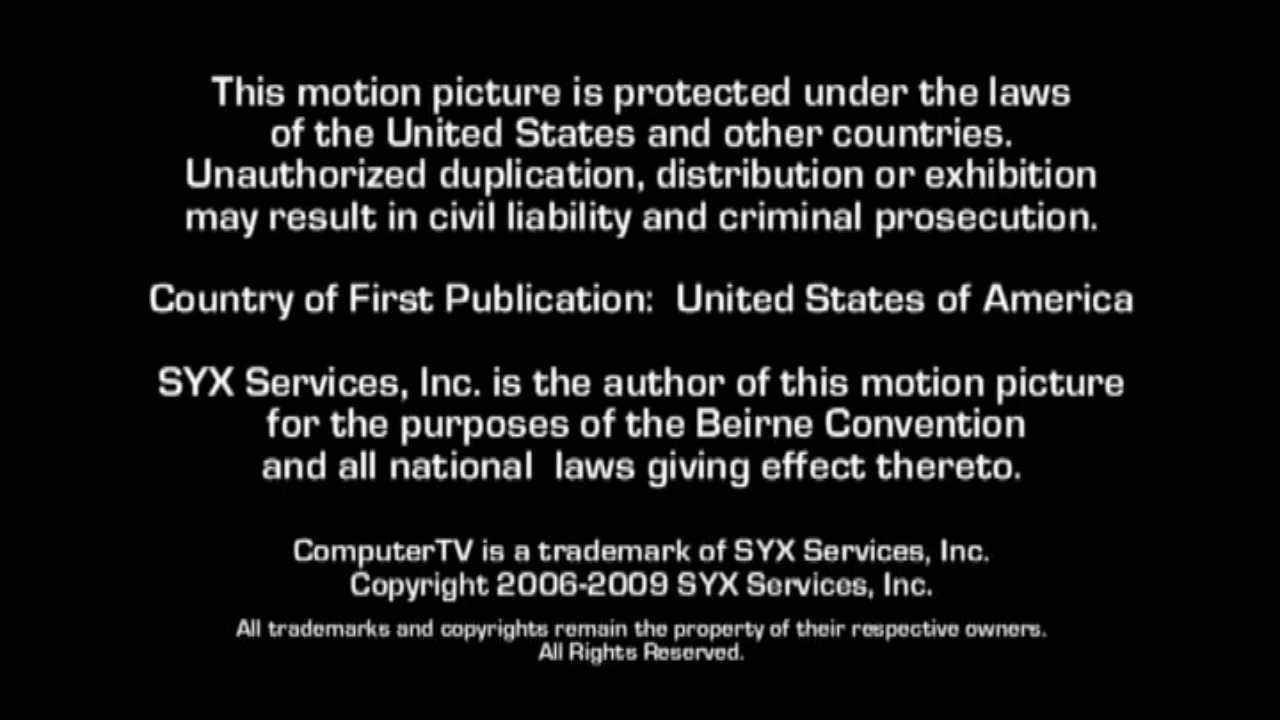 This motion picture is protected under the laws
of the United States and other countries.
Unauthorized duplication, distribution or exhibition
may result in civil liability and criminal prosecution.
Country of First Publication:  United States of America
SYX Services, Inc. is the author of this motion picture
for the purposes of the Beirne Convention
and all national  laws giving effect thereto.
ComputerTV is a trademark of SYX Services, Inc.
Copyright 2006-2009 SYX Services, Inc.
All trademarks and copyrights remain the property of their respective owners.
All Rights Reserved.